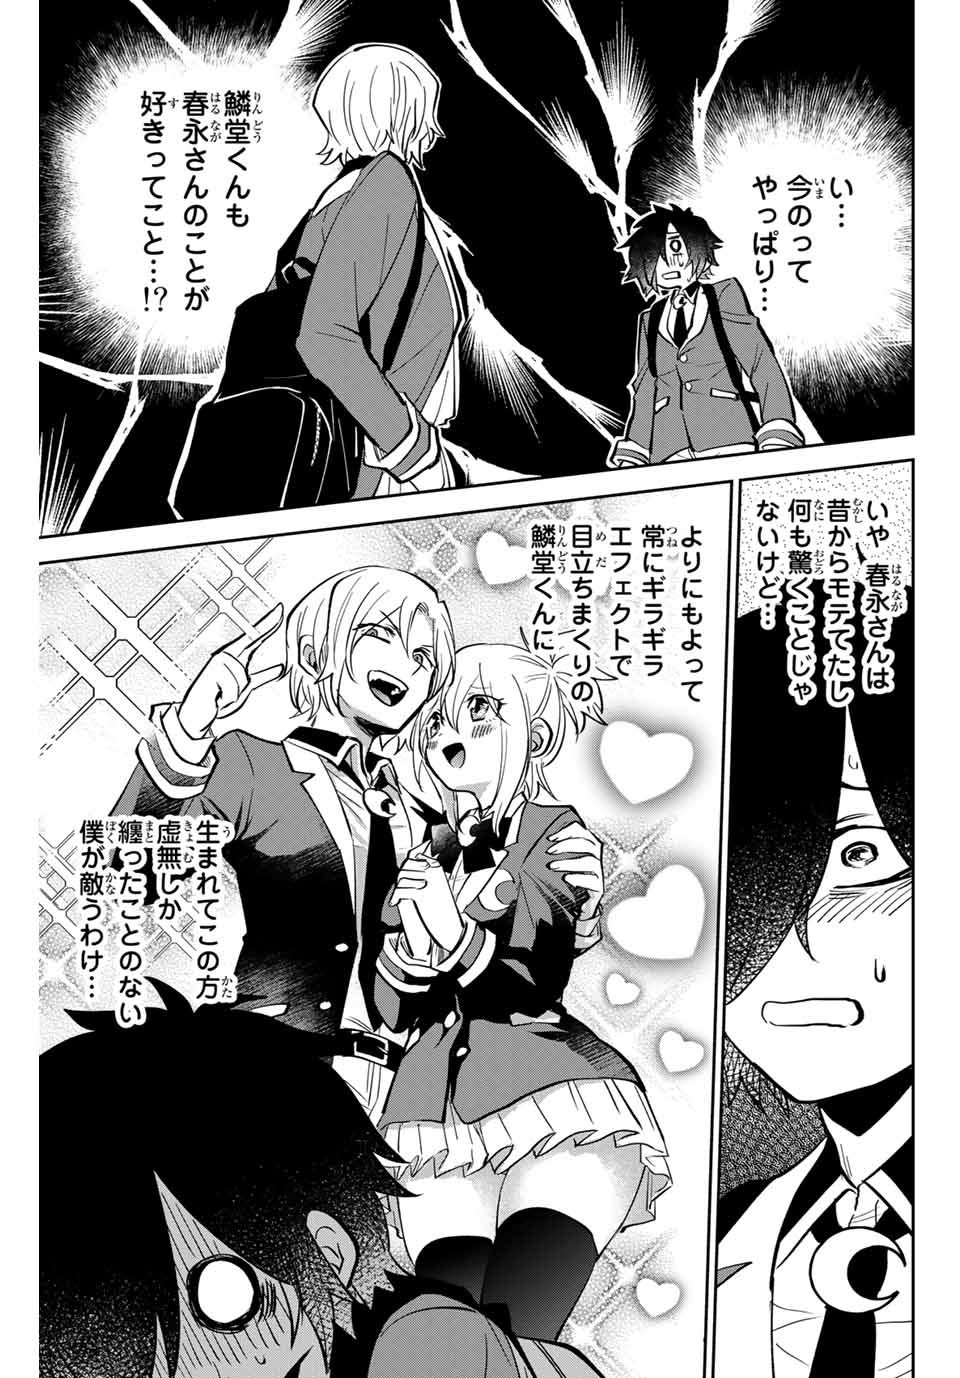 い…
今のって
やっぱり…
鱗堂くんも
春永さんのことが
好きってこと…!?
いや 春永さんは
昔からモテてたし
何も驚くことじゃ
ないけど…
よりにもよって
常にギラギラ
エフェクトで
目立ちまくりの
鱗堂くんに
生まれてこの方
虚無しか
纏ったことのない
僕が敵うわけ…